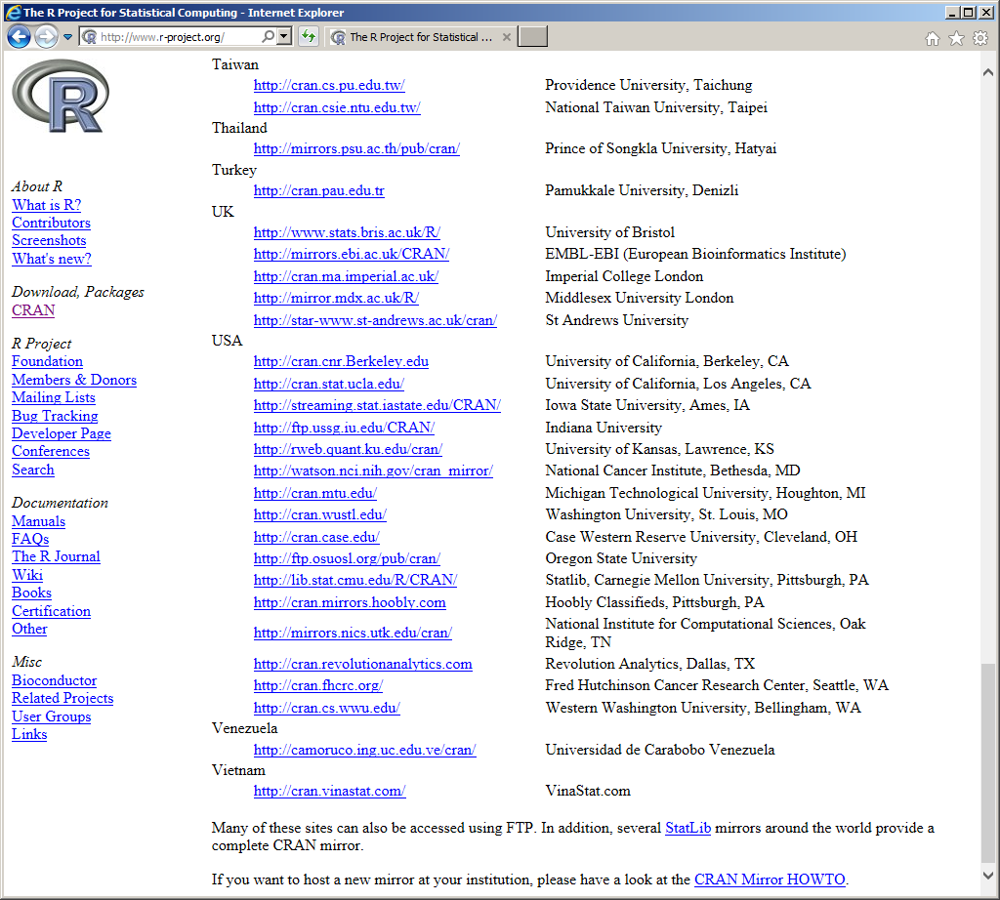 The R Project for Statistical Computing - Internet Explorer
http://www.r-project.org/
The R Project for Statistical ...
R
About R
What is R?
Contributors
Screenshots
What's new?
Download, Packages
CRAN
R Project
Foundation
Members & Donors
Mailing Lists
Bug Tracking
Developer Page
Conferences
Search
Documentation
Manuals
FAQs
The R Journal
Wiki
Books
Certification
Other
Misc
Bioconductor
Related Projects
User Groups
Links
Taiwan
http://cran.cs.pu.edu.tw/ Providence University, Taichung
http://cran.csie.ntu.edu.tw/ National Taiwan University, Taipei
Thailand
http://mirrors.psu.ac.th/pub/cran/ Prince of Songkla University, Hatyai
Turkey
http://cran.pau.edu.tr Pamukkale University, Denizli
UK
http://www.stats.bris.ac.uk/R/ University of Bristol
http://mirrors.ebi.ac.uk/CRAN/ EMBL-EBI (European Bioinformatics Institute)
http://cran.ma.imperial.ac.uk/ Imperial College London
http://mirror.mdx.ac.uk/R/ Middlesex University London
http://star-www.st-andrews.ac.uk/cran/ St Andrews University
USA
http://cran.cnr.Berkeley.edu University of California, Berkeley, CA
http://cran.stat.ucla.edu/ University of California, Los Angeles, CA
http://streaming.stat.iastate.edu/CRAN/ Iowa State University, Ames, IA
http://ftp.ussg.iu.edu/CRAN/ Indiana University
http://rweb.quant.ku.edu/cran/ University of Kansas, Lawrence, KS
http://watson.nci.nih.gov/cran_mirror/ National Cancer Institute, Bethesda, MD
http://cran.mtu.edu/ Michigan Technological University, Houghton, MI
http://cran.wustl.edu/ Washington University, St. Louis, MO
http://cran.case.edu/ Case Western Reserve University, Cleveland, OH
http://ftp.osuosl.org/pub/cran/ Oregon State University
http://lib.stat.cmu.edu/R/CRAN/ Statlib, Carnegie Mellon University, Pittsburgh, PA
http://cran.mirrors.hoobly.com Hoobly Classifieds, Pittsburgh, PA
http://mirrors.nics.utk.edu/cran/ National Institute for Computational Sciences, Oak
Ridge, TN
http://cran.revolutionanalytics.com Revolution Analytics, Dallas, TX
http://cran.fhcrc.org/ Fred Hutchinson Cancer Research Center, Seattle, WA
http://cran.cs.wwu.edu/ Western Washington University, Bellingham, WA
Venezuela
http://camoruco.ing.uc.edu.ve/cran/ Universidad de Carabobo Venezuela
Vietnam
http://cran.vinastat.com/ VinaStat.com
Many of these sites can also be accessed using FTP. In addition, several StatLib mirrors around the world provide a
complete CRAN mirror.
If you want to host a new mirror at your institution, please have a look at the CRAN Mirror HOWTO.